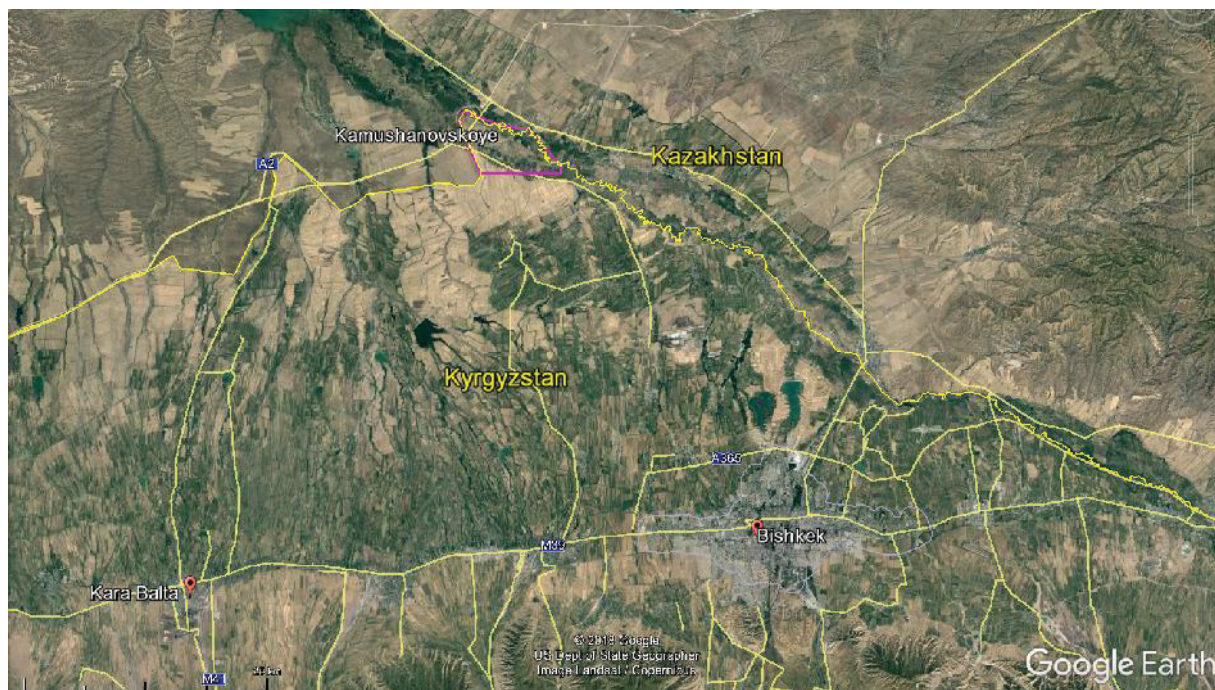 Kamushanovskoye
Kazakhstan
A2
Kyrgyzstan
A365
Bishkek
M39
Kara Balta
© 2018 Google
US Dept of State Geographer
Image Landsat / Copernicus
Google Earth